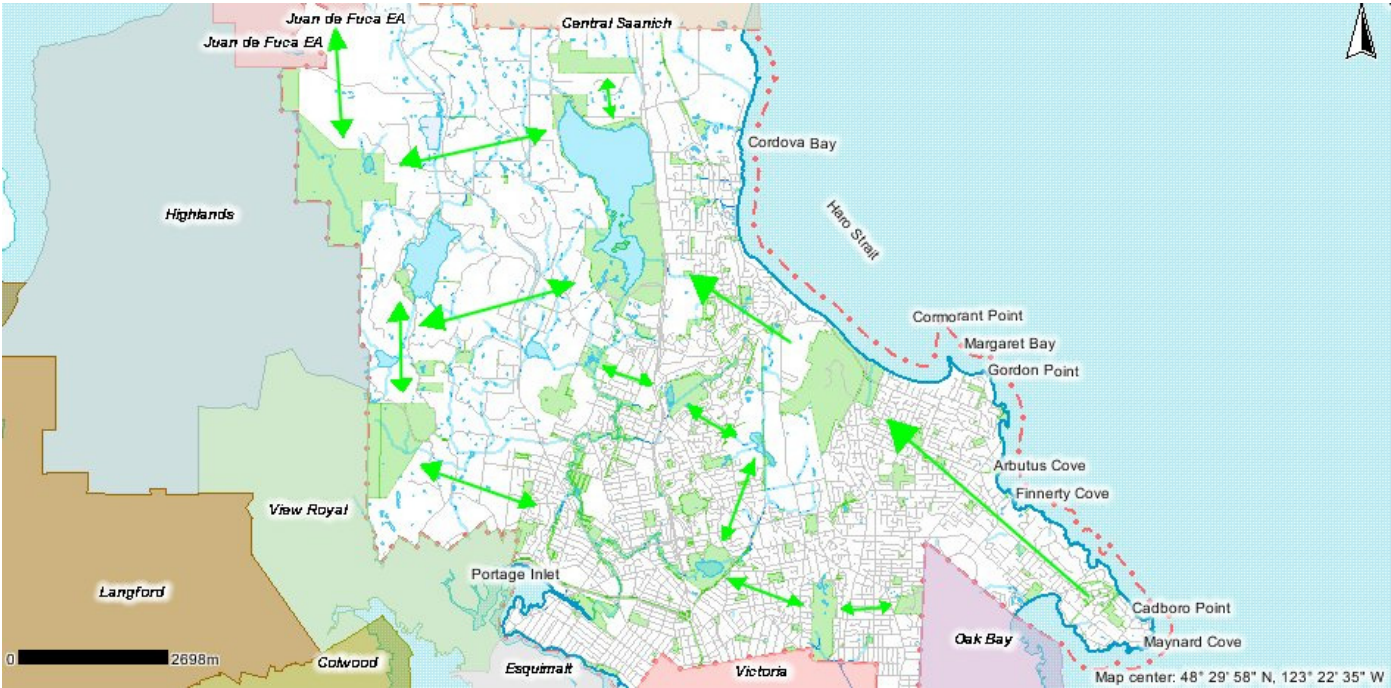 Juan de Fuca EA
Central Saanich
Juan de Fuca EA
Cordova Bay
Highlands
Haro Strait
Cormorant Point
Margaret Bay
Gordon Point
Arbutus Cove
Finnerty Cove
View Royal
Portage Inlet
Langford
Cadboro Point
Oak Bay
Maynard Cove
0 2698m
Colwood
Esquimalt
Victoria
Map center: 48° 29' 58" N, 123° 22' 35" W